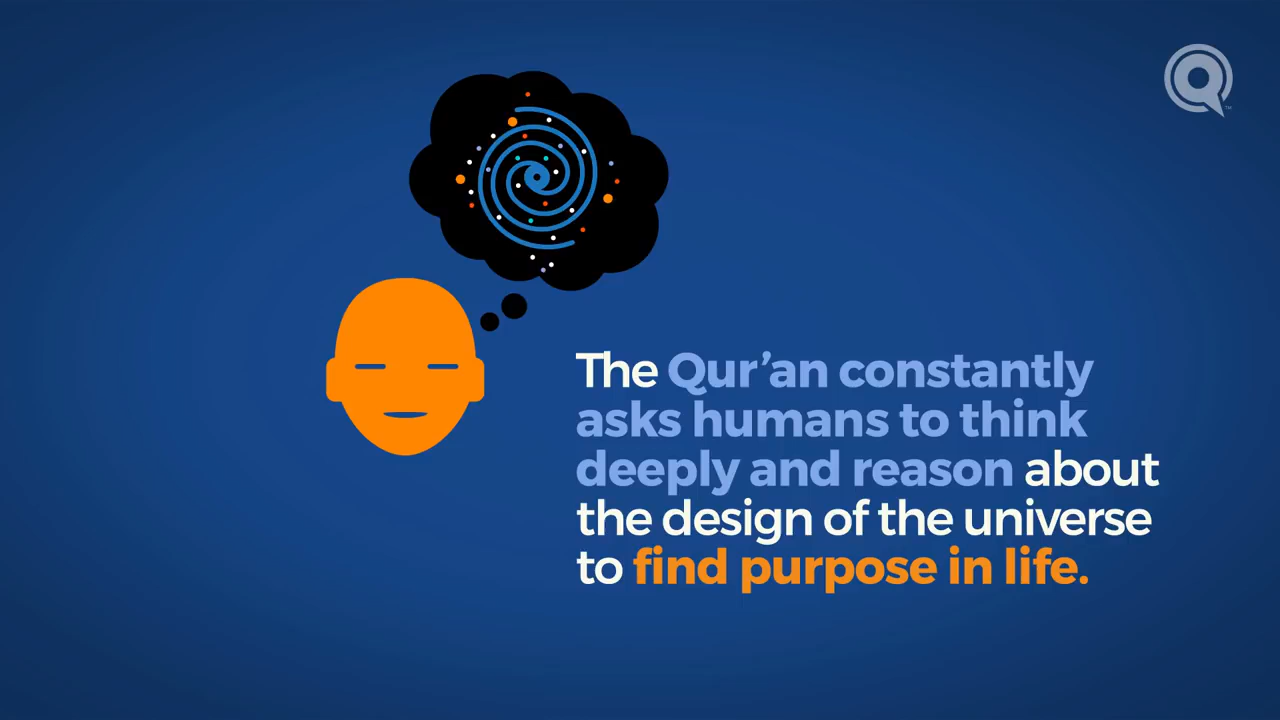 The Qur’an constantly
asks humans to think
deeply and reason about
the design of the universe
to find purpose in life.